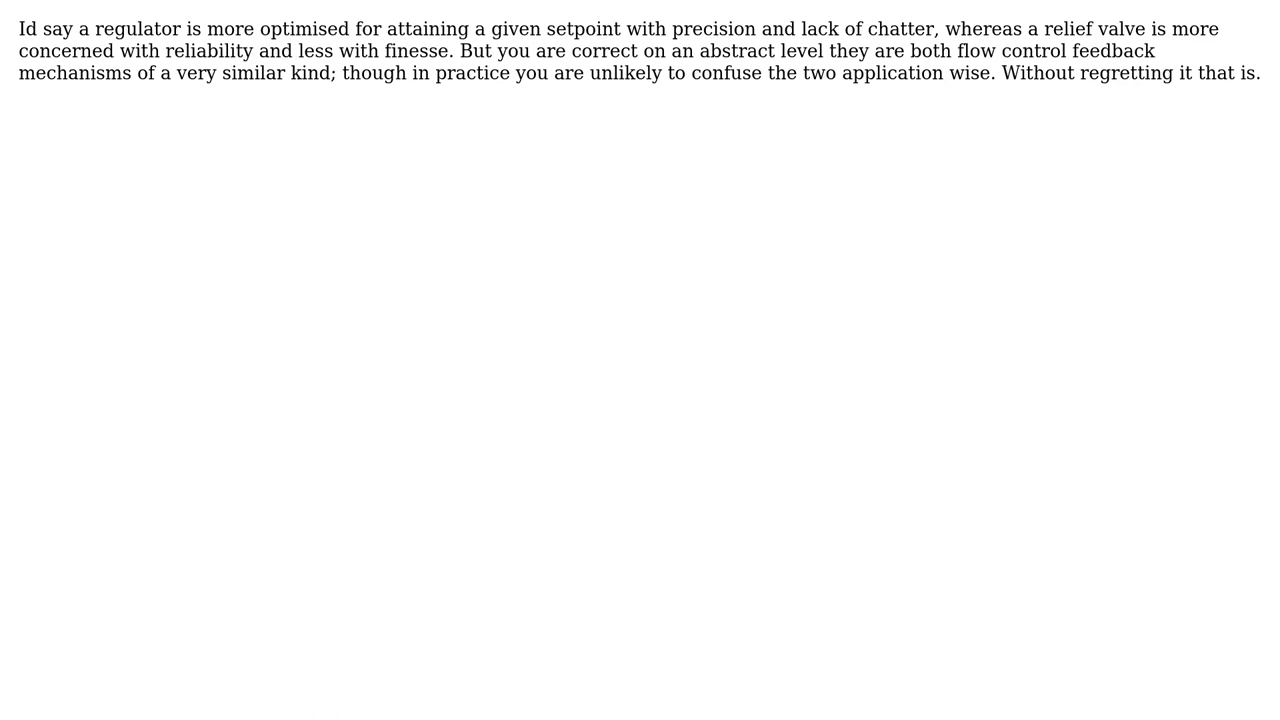 Id say a regulator is more optimised for attaining a given setpoint with precision and lack of chatter, whereas a relief valve is more
concerned with reliability and less with finesse. But you are correct on an abstract level they are both flow control feedback
mechanisms of a very similar kind; though in practice you are unlikely to confuse the two application wise. Without regretting it that is.